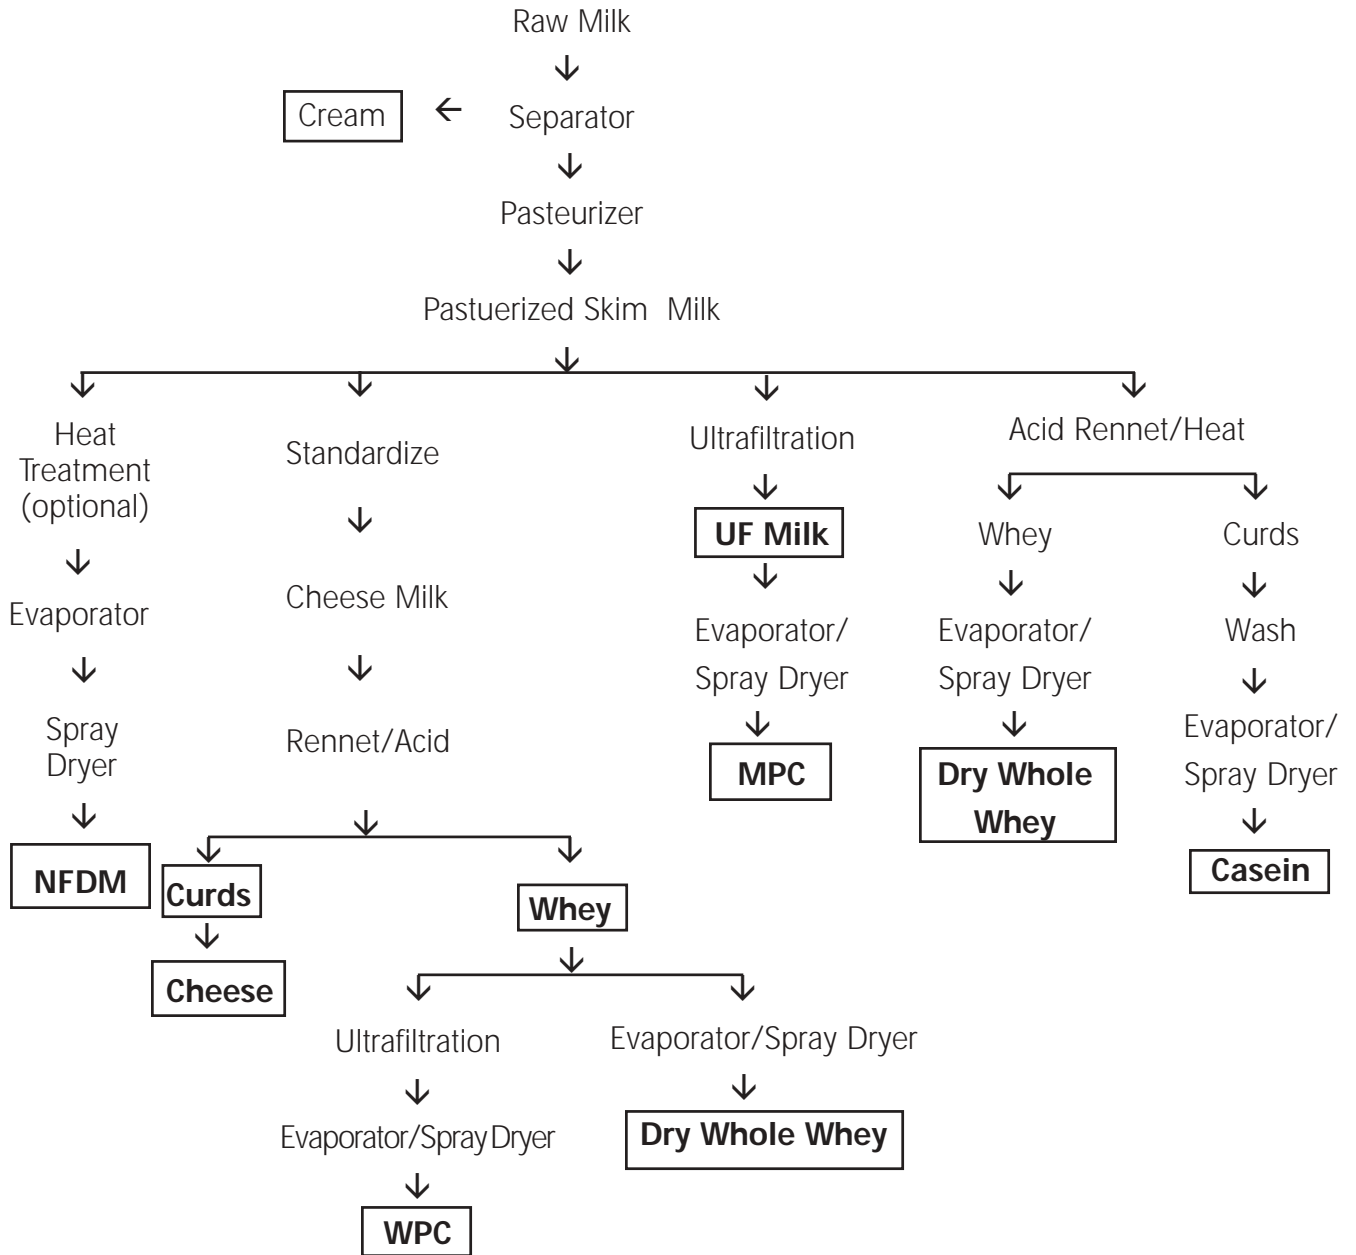 Raw Milk
Cream
Separator
Pasteurizer
Pastuerized Skim Milk
Heat
Treatment
(optional)
Evaporator
Spray
Dryer
NFDM
Standardize
Cheese Milk
Rennet/Acid
Curds
Cheese
Whey
Ultrafiltration
Evaporator/Spray Dryer
WPC
Evaporator/Spray Dryer
Dry Whole Whey
Ultrafiltration
UF Milk
Evaporator/
Spray Dryer
MPC
Acid Rennet/Heat
Whey
Evaporator/
Spray Dryer
Dry Whole
Whey
Curds
Wash
Evaporator/
Spray Dryer
Casein